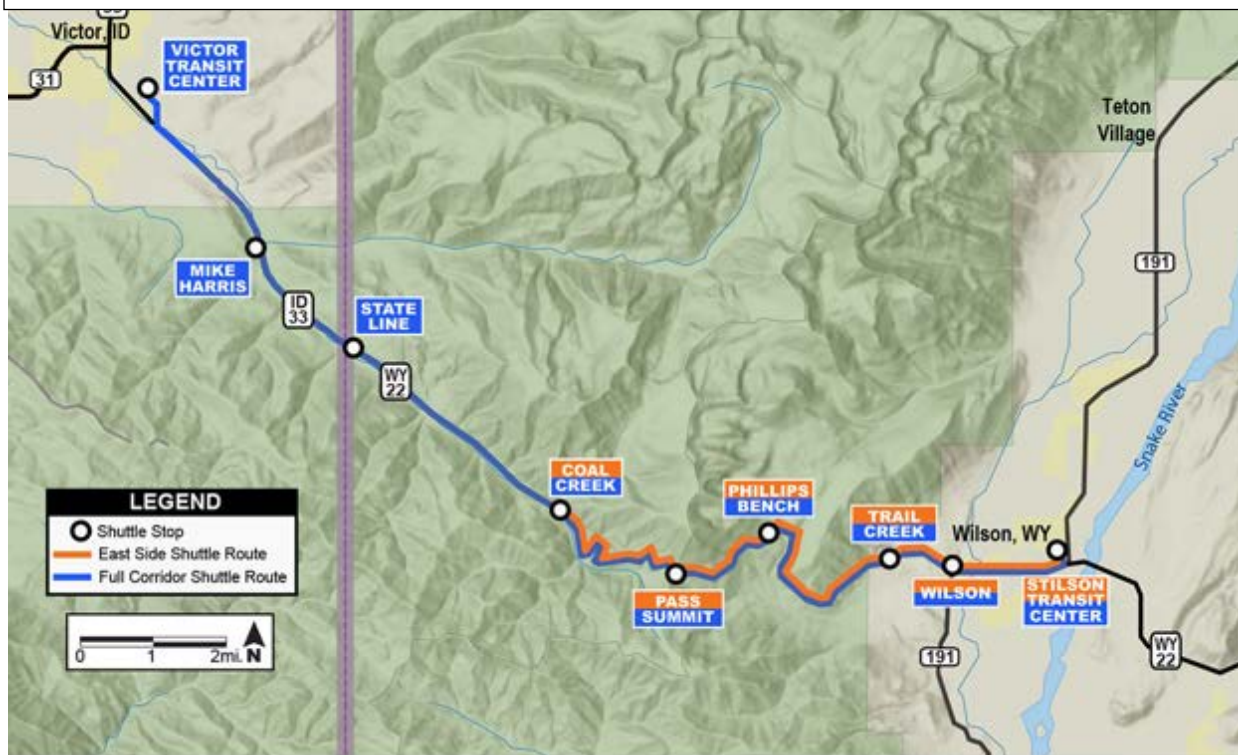 Victor, ID
31
VICTOR
TRANSIT
CENTER
Teton
Village
191
MIKE
HARRIS
ID
33
STATE
LINE
WY
22
Snake River
COAL
CREEK
PHILLIPS
BENCH
TRAIL
CREEK
Wilson, WY
PASS
SUMMIT
WILSON
STILSON
TRANSIT
CENTER
191
WY
22
LEGEND
Shuttle Stop
East Side Shuttle Route
Full Corridor Shuttle Route
0 1 2mi. N